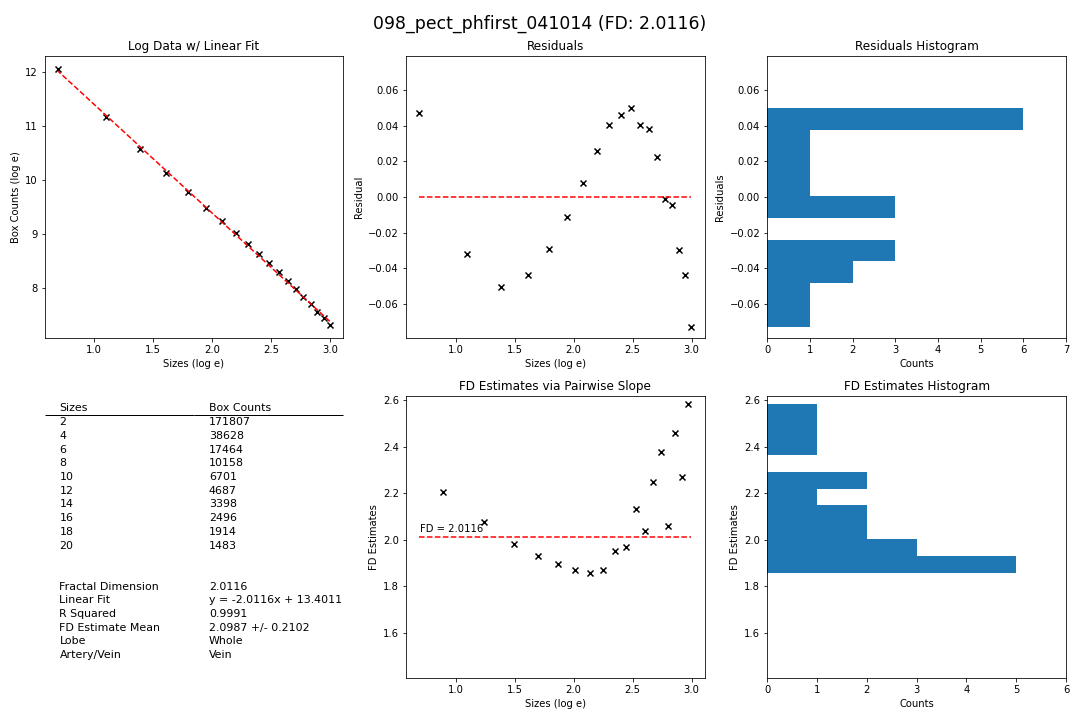 098_pect_phfirst_041014 (FD: 2.0116)
Log Data w/ Linear Fit
Box Counts (log e)
12
11
10
9
8
1.0 1.5 2.0 2.5 3.0
Sizes (log e)
Residuals
Residual
0.06
0.04
0.02
0.00
−0.02
−0.04
−0.06
1.0 1.5 2.0 2.5 3.0
Sizes (log e)
Residuals Histogram
Residuals
0.06
0.04
0.02
0.00
−0.02
−0.04
−0.06
0 1 2 3 4 5 6 7
Counts
Sizes Box Counts
2 171807
4 38628
6 17464
8 10158
10 6701
12 4687
14 3398
16 2496
18 1914
20 1483
Fractal Dimension 2.0116
Linear Fit y = -2.0116x + 13.4011
R Squared 0.9991
FD Estimate Mean 2.0987 +/- 0.2102
Lobe Whole
Artery/Vein Vein
FD Estimates via Pairwise Slope
FD Estimates
2.6
2.4
2.2
2.0
1.8
1.6
FD = 2.0116
1.0 1.5 2.0 2.5 3.0
Sizes (log e)
FD Estimates Histogram
FD Estimates
2.6
2.4
2.2
2.0
1.8
1.6
0 1 2 3 4 5 6
Counts